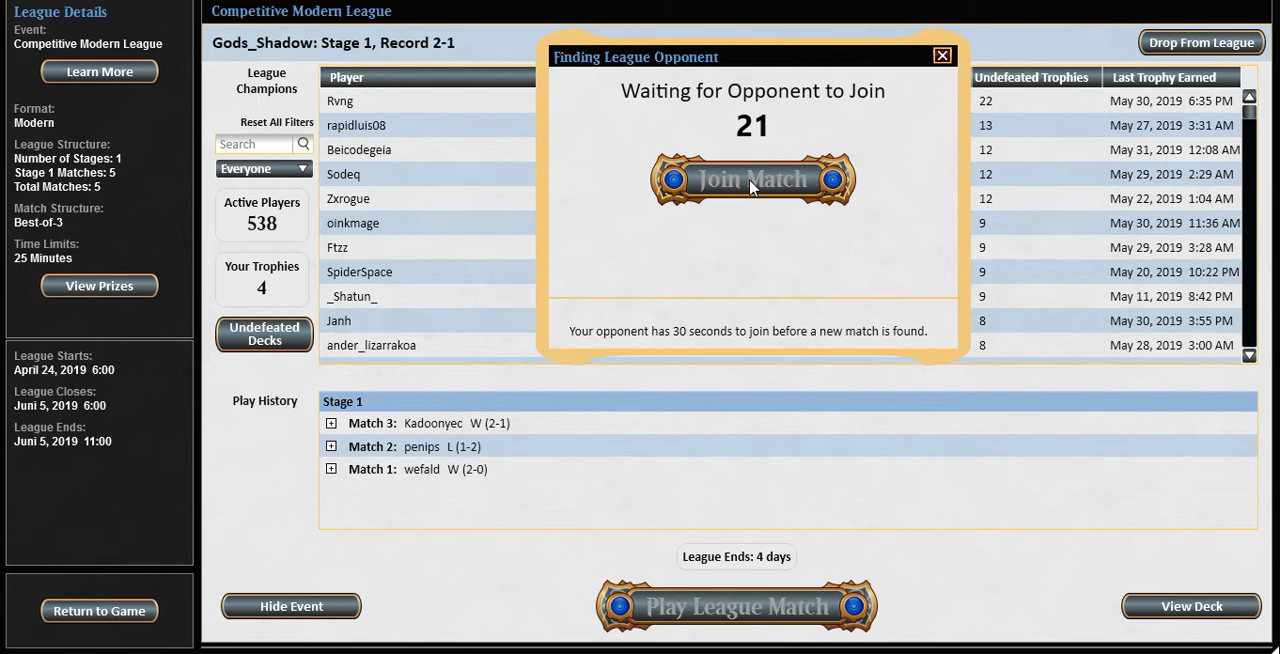 League Details
Event:
Competitive Modern League
Learn More
Format:
Modern
League Structure:
Number of Stages: 1
Stage 1 Matches: 5
Total Matches: 5
Match Structure:
Best-of-3
Time Limits:
25 Minutes
View Prizes
League Starts:
April 24, 2019 6:00
League Closes:
Juni 5, 2019 6:00
League Ends:
Juni 5, 2019 11:00
Return to Game
Competitive Modern League
Gods_Shadow: Stage 1, Record 2-1
Drop From League
League
Champions
Reset All Filters
Search
Everyone
Active Players
538
Your Trophies
4
Undefeated
Decks
Player Undefeated Trophies Last Trophy Earned
Rvng 22 May 30, 2019 6:35 PM
rapidluis08 13 May 27, 2019 3:31 AM
Beicodegeia 12 May 31, 2019 12:08 AM
Sodeq 12 May 29, 2019 2:29 AM
Zxrogue 12 May 22, 2019 1:04 AM
oinkmage 9 May 30, 2019 11:36 AM
Ftzz 9 May 29, 2019 3:28 AM
SpiderSpace 9 May 20, 2019 10:22 PM
_Shatun_ 9 May 11, 2019 8:42 PM
Janh 8 May 30, 2019 3:55 PM
ander_lizarrakoa 8 May 28, 2019 3:00 AM
Finding League Opponent
Waiting for Opponent to Join
21
Join Match
Your opponent has 30 seconds to join before a new match is found.
Play History
Stage 1
Match 3: Kadoonyec W (2-1)
Match 2: penips L (1-2)
Match 1: wefald W (2-0)
League Ends: 4 days
Hide Event
Play League Match
View Deck